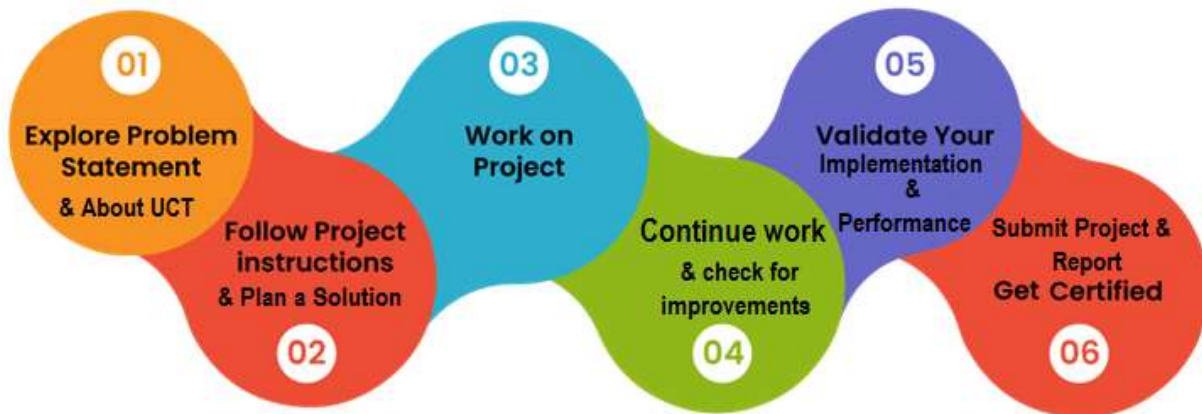 01
Explore Problem
Statement
& About UCT
Follow Project
instructions
& Plan a Solution
02
03
Work on
Project
Continue work
& check for
improvements
04
05
Validate Your
Implementation
&
Performance
Submit Project &
Report
Get Certified
06